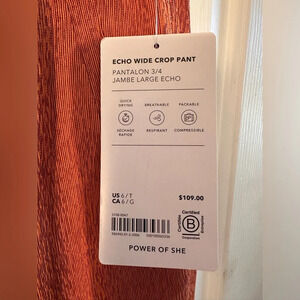 ECHO WIDE CROP PANT
PANTALON 3/4
JAMBE LARGE ECHO
QUICK DRYING
BREATHABLE
PACKABLE
SÉCHAGE RAPIDE
RESPIRANT
COMPRESSIBLE
US 6 / T
CA 6 / G
$109.00
Certified
B
Corporation
POWER OF SHE